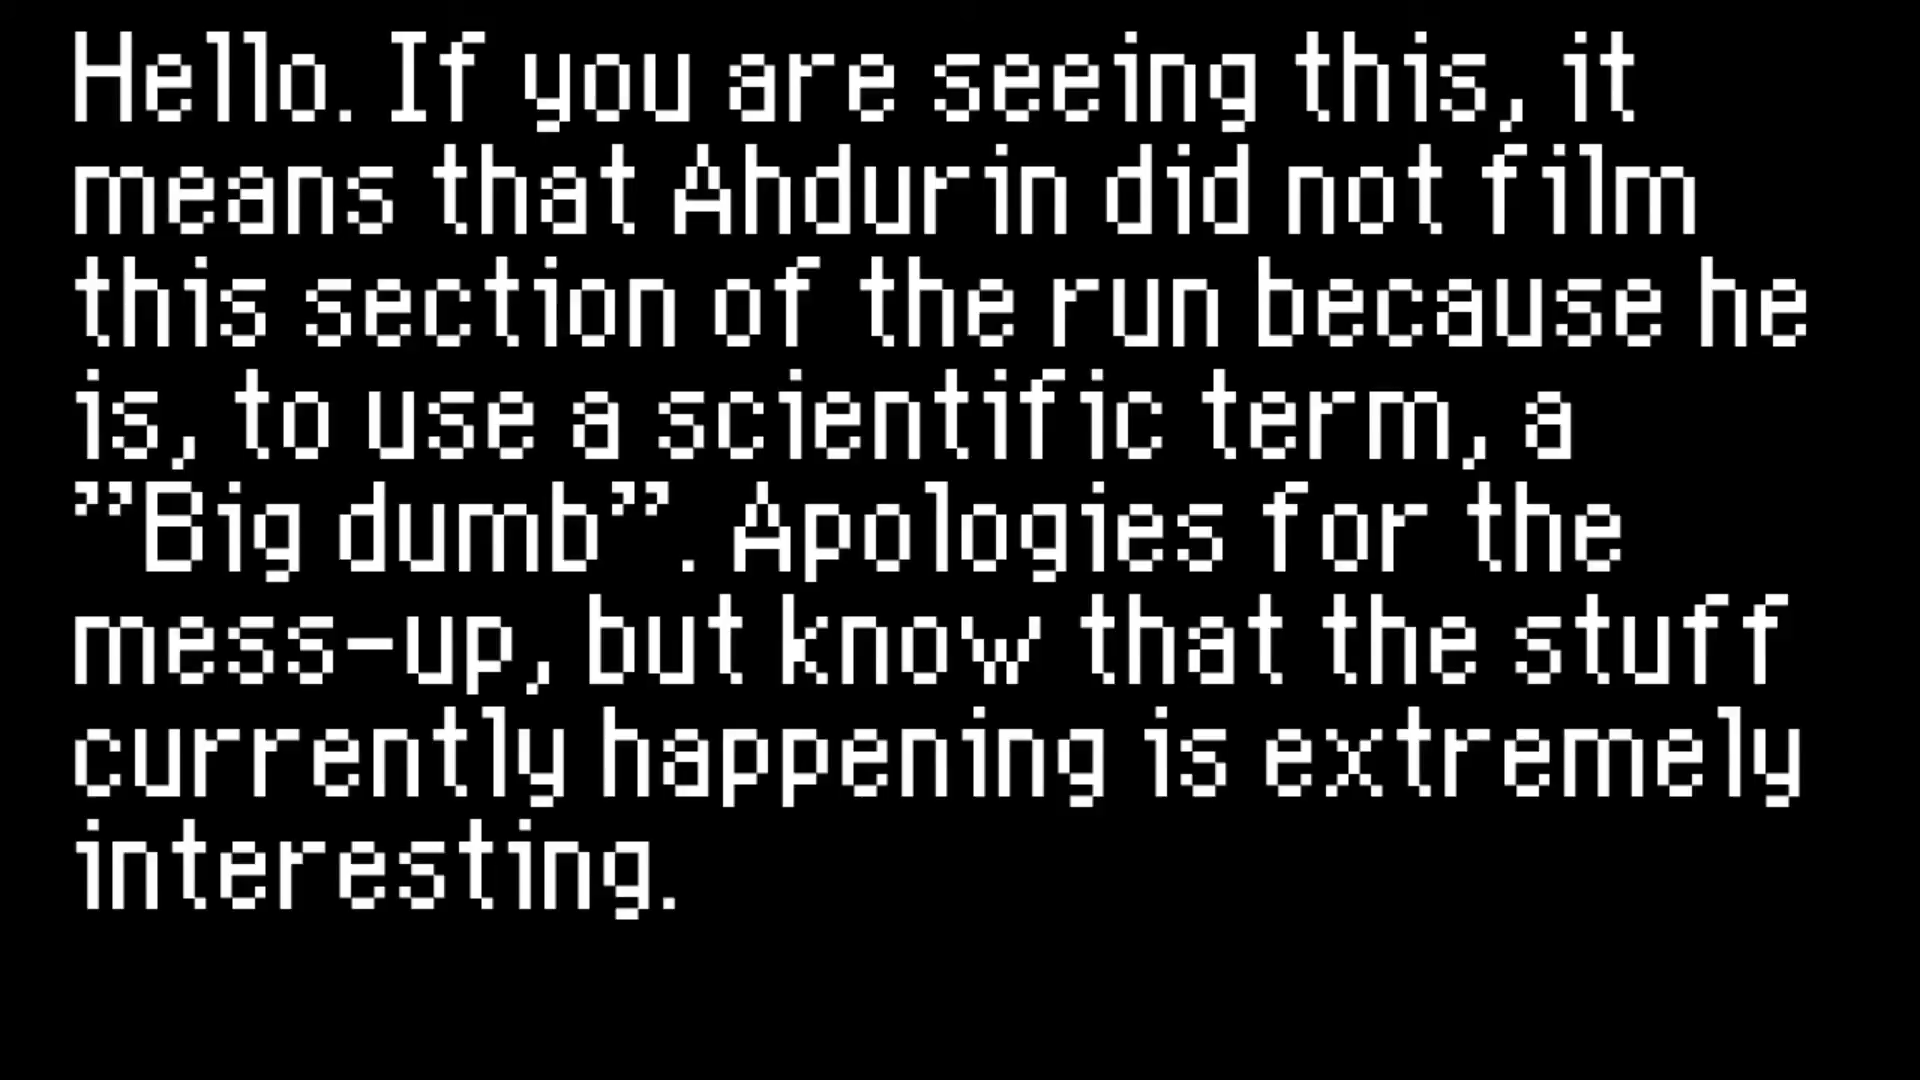 Hello. If you are seeing this, it
means that Ahdurin did not film
this section of the run because he
is, to use a scientific term, a
"Big dumb". Apologies for the
mess-up, but know that the stuff
currently happening is extremely
interesting.